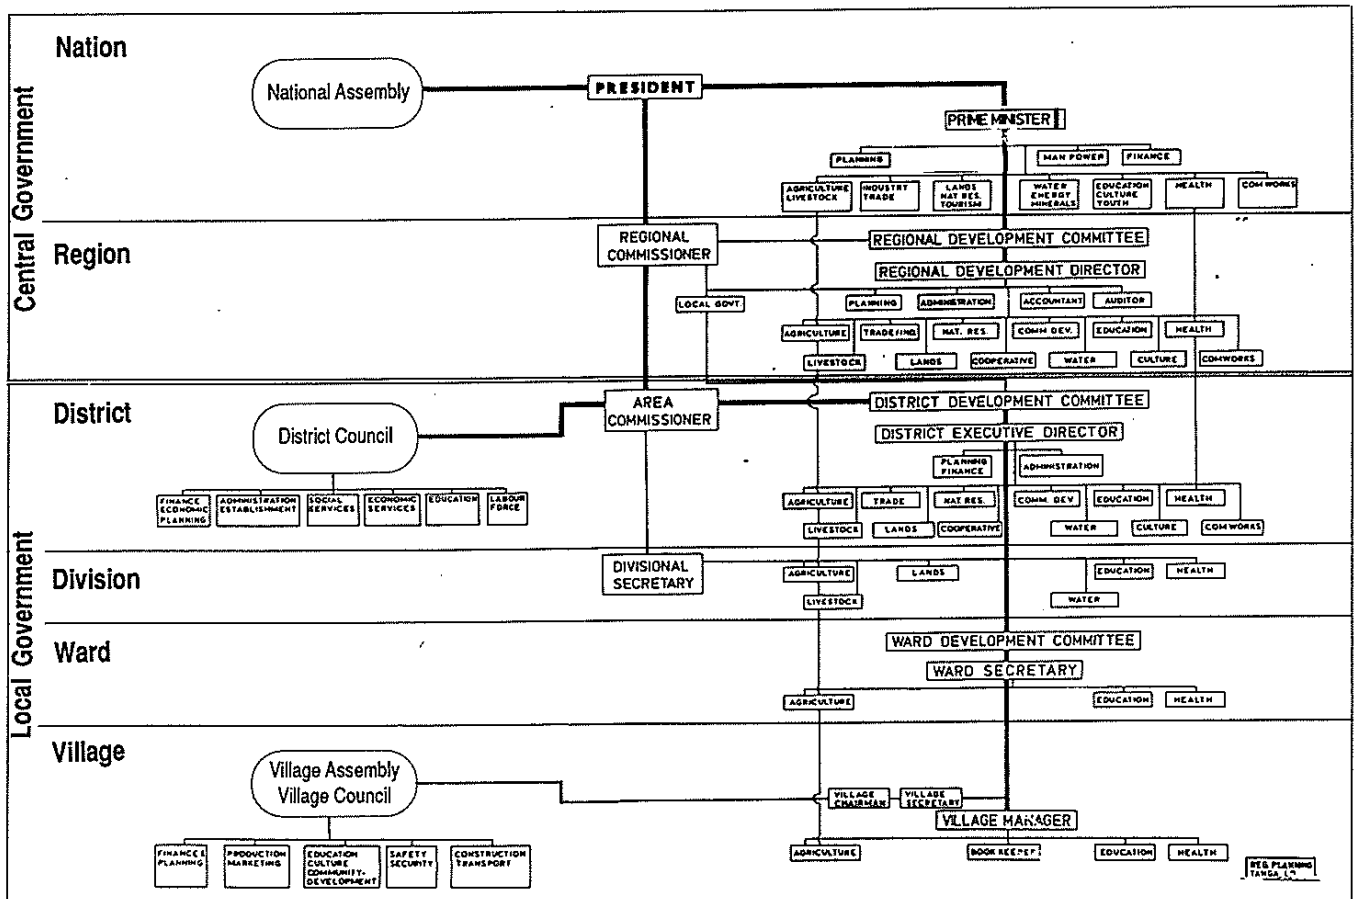 Central Government
Nation
National Assembly
PRESIDENT
PRIME MINISTER
PLANNING
MAN POWER
FINANCE
AGRICULTURE
LIVESTOCK
INDUSTRY
TRADE
LANDS
NAT RES.
TOURISM
WATER
ENERGY
MINERALS
EDUCATION
CULTURE
YOUTH
HEALTH
COMWORKS
Region
REGIONAL
COMMISSIONER
REGIONAL DEVELOPMENT COMMITTEE
REGIONAL DEVELOPMENT DIRECTOR
LOCAL GOVT.
PLANNING
ADMINISTRATION
ACCOUNTANT
AUDITOR
AGRICULTURE
NAT. RES.
COMM DEV.
EDUCATION
HEALTH
LIVESTOCK
LANDS
COOPERATIVE
WATER
CULTURE
COMWORKS
Local Government
District
District Council
AREA
COMMISSIONER
DISTRICT DEVELOPMENT COMMITTEE
DISTRICT EXECUTIVE DIRECTOR
PLANNING
FINANCE
ADMINISTRATION
FINANCE
ECONOMIC
PLANNING
ADMINISTRATION
ESTABLISHMENT
SOCIAL
SERVICES
ECONOMIC
SERVICES
EDUCATION
LABOUR
FORCE
AGRICULTURE
TRADE
NAT. RES.
COMM. DEV
EDUCATION
HEALTH
LIVESTOCK
LANDS
COOPERATIVE
WATER
CULTURE
COMWORKS
Division
DIVISIONAL
SECRETARY
AGRICULTURE
LANDS
EDUCATION
HEALTH
LIVESTOCK
WATER
Ward
WARD DEVELOPMENT COMMITTEE
WARD SECRETARY
AGRICULTURE
EDUCATION
HEALTH
Village
Village Assembly
Village Council
VILLAGE
CHAIRMAN
VILLAGE
SECRETARY
VILLAGE MANAGER
FINANCE &
PLANNING
PRODUCTION
MARKETING
EDUCATION
CULTURE
COMMUNITY-
DEVELOPMENT
SAFETY
SECURITY
CONSTRUCTION
TRANSPORT
AGRICULTURE
BOOK KEEPER
EDUCATION
HEALTH
REG. PLANNING
TANGA,